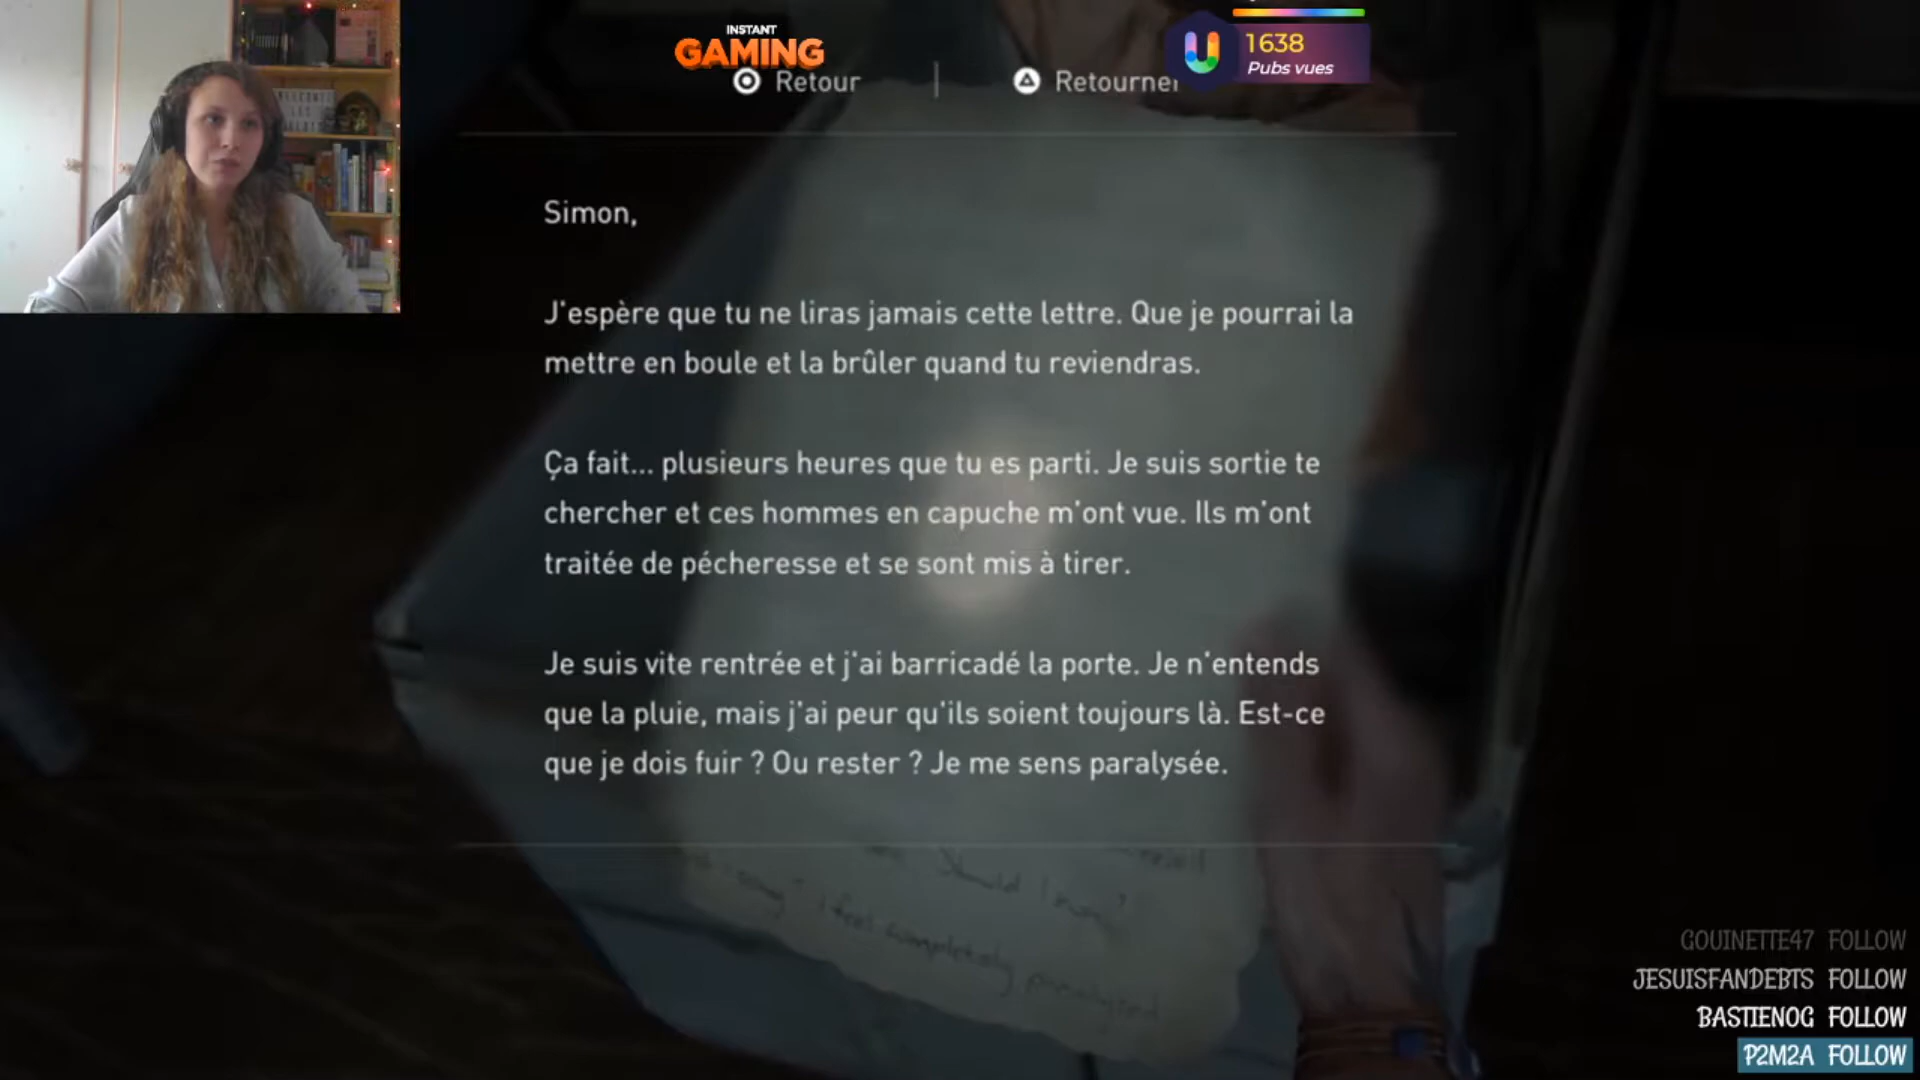 INSTANT
GAMING
Retour
Retourner
1638
Pubs vues
Simon,
J'espère que tu ne liras jamais cette lettre. Que je pourrai la
mettre en boule et la brûler quand tu reviendras.
Ça fait... plusieurs heures que tu es parti. Je suis sortie te
chercher et ces hommes en capuche m'ont vue. Ils m'ont
traitée de pécheresse et se sont mis à tirer.
Je suis vite rentrée et j'ai barricadé la porte. Je n'entends
que la pluie, mais j'ai peur qu'ils soient toujours là. Est-ce
que je dois fuir ? Ou rester ? Je me sens paralysée.
Should I run?
I feel completely paralyzed
GOUINETTE47 FOLLOW
JESUISFANDEBTS FOLLOW
BASTIENOG FOLLOW
P2M2A FOLLOW